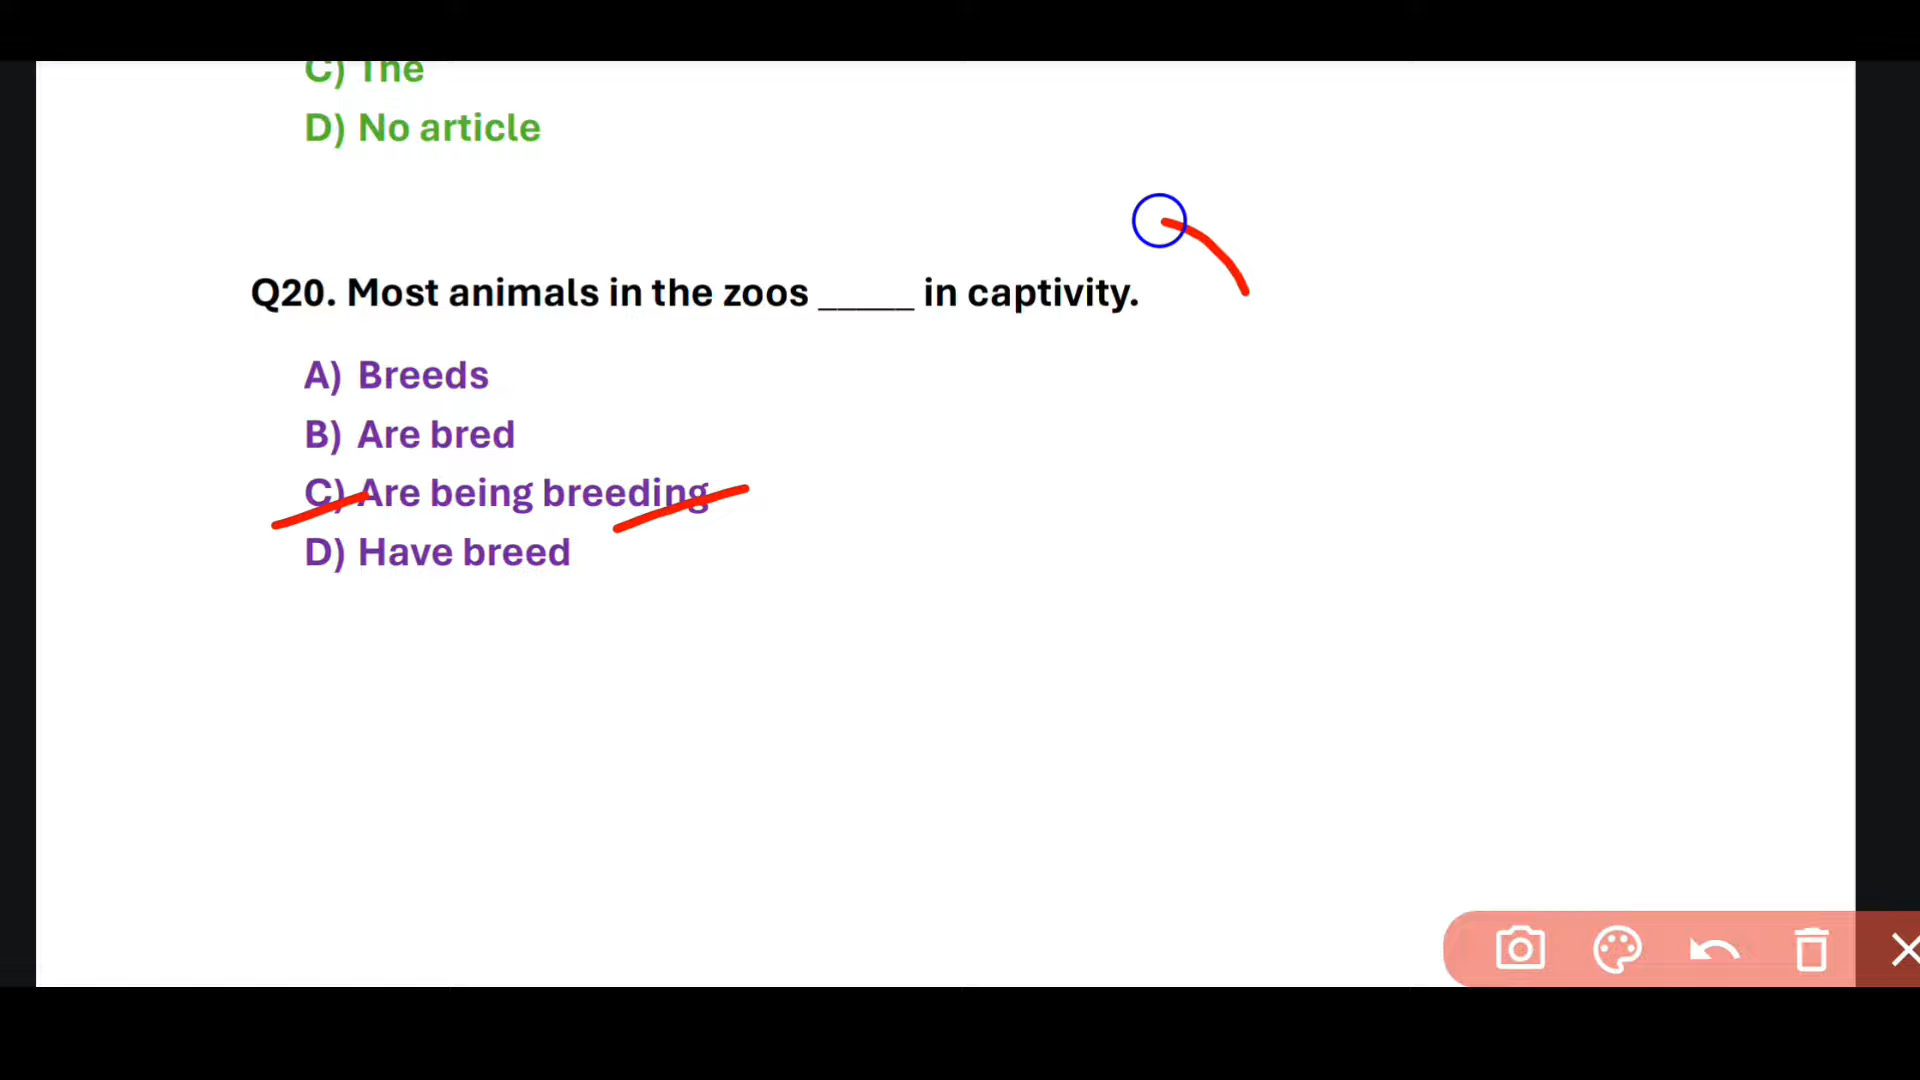 C) The
D) No article
Q20. Most animals in the zoos _____ in captivity.
A) Breeds
B) Are bred
C) Are being breeding
D) Have breed